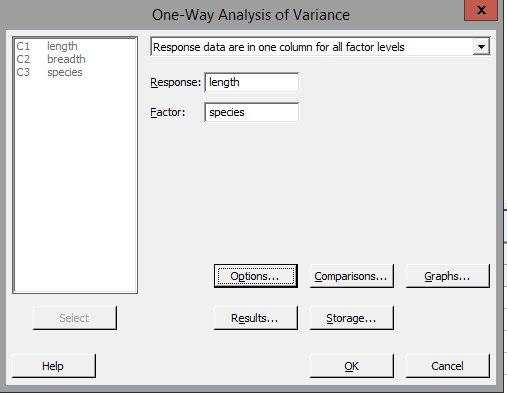 One-Way Analysis of Variance
x
C1 length
C2 breadth
C3 species
Response data are in one column for all factor levels
Response: length
Factor: species
Options... Comparisons... Graphs...
Select Results... Storage...
Help OK Cancel